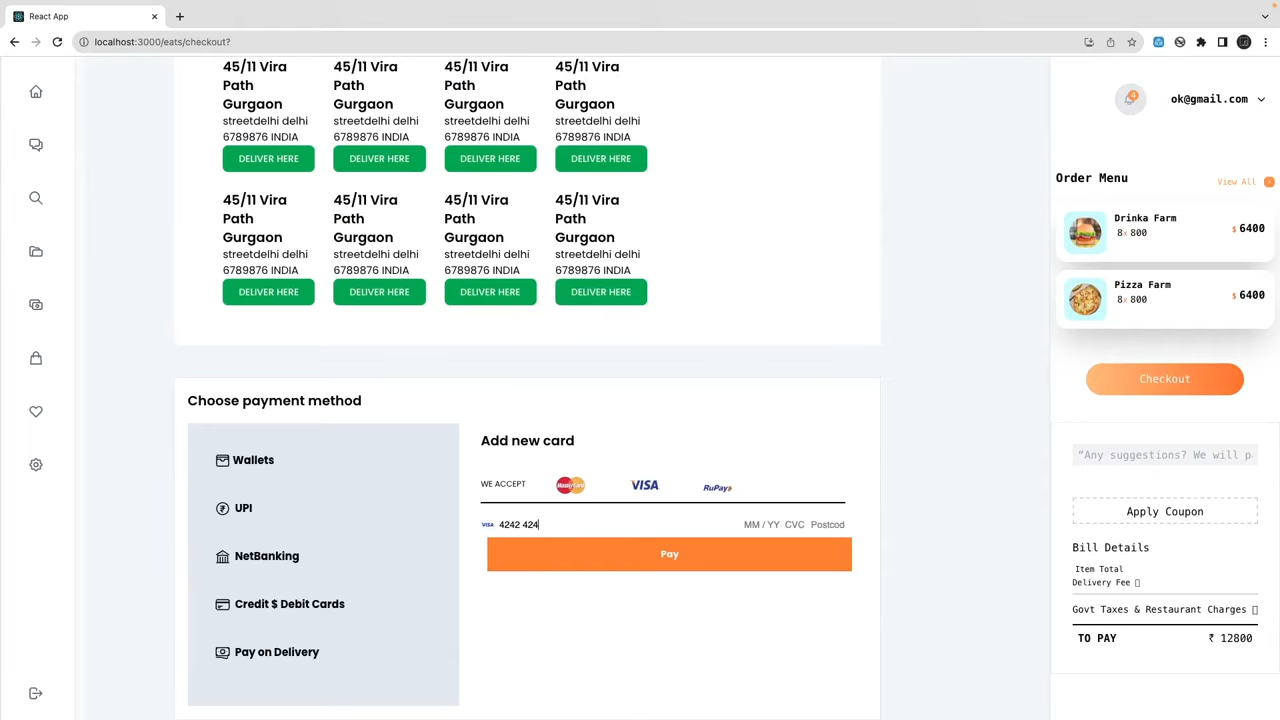 React App
localhost:3000/eats/checkout?
45/11 Vira 45/11 Vira 45/11 Vira 45/11 Vira
Path Path Path Path
Gurgaon Gurgaon Gurgaon Gurgaon
streetdelhi delhi streetdelhi delhi streetdelhi delhi streetdelhi delhi
6789876 INDIA 6789876 INDIA 6789876 INDIA 6789876 INDIA
DELIVER HERE DELIVER HERE DELIVER HERE DELIVER HERE
45/11 Vira 45/11 Vira 45/11 Vira 45/11 Vira
Path Path Path Path
Gurgaon Gurgaon Gurgaon Gurgaon
streetdelhi delhi streetdelhi delhi streetdelhi delhi streetdelhi delhi
6789876 INDIA 6789876 INDIA 6789876 INDIA 6789876 INDIA
DELIVER HERE DELIVER HERE DELIVER HERE DELIVER HERE
Choose payment method
Wallets
UPI
NetBanking
Credit $ Debit Cards
Pay on Delivery
Add new card
WE ACCEPT MasterCard VISA RuPay
VISA 4242 424 MM / YY CVC Postcod
Pay
4 ok@gmail.com
Order Menu
View All
Drinka Farm
8x 800 $ 6400
Pizza Farm
8x 800 $ 6400
Checkout
“Any suggestions? We will p
Apply Coupon
Bill Details
Item Total
Delivery Fee
Govt Taxes & Restaurant Charges
TO PAY ₹ 12800